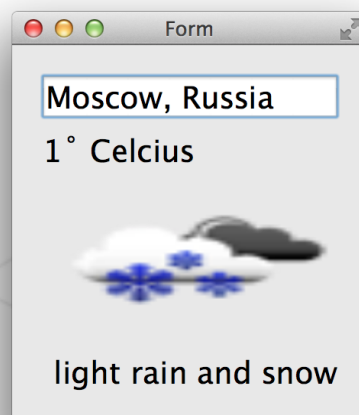 Form
Moscow, Russia
1˚ Celcius
light rain and snow